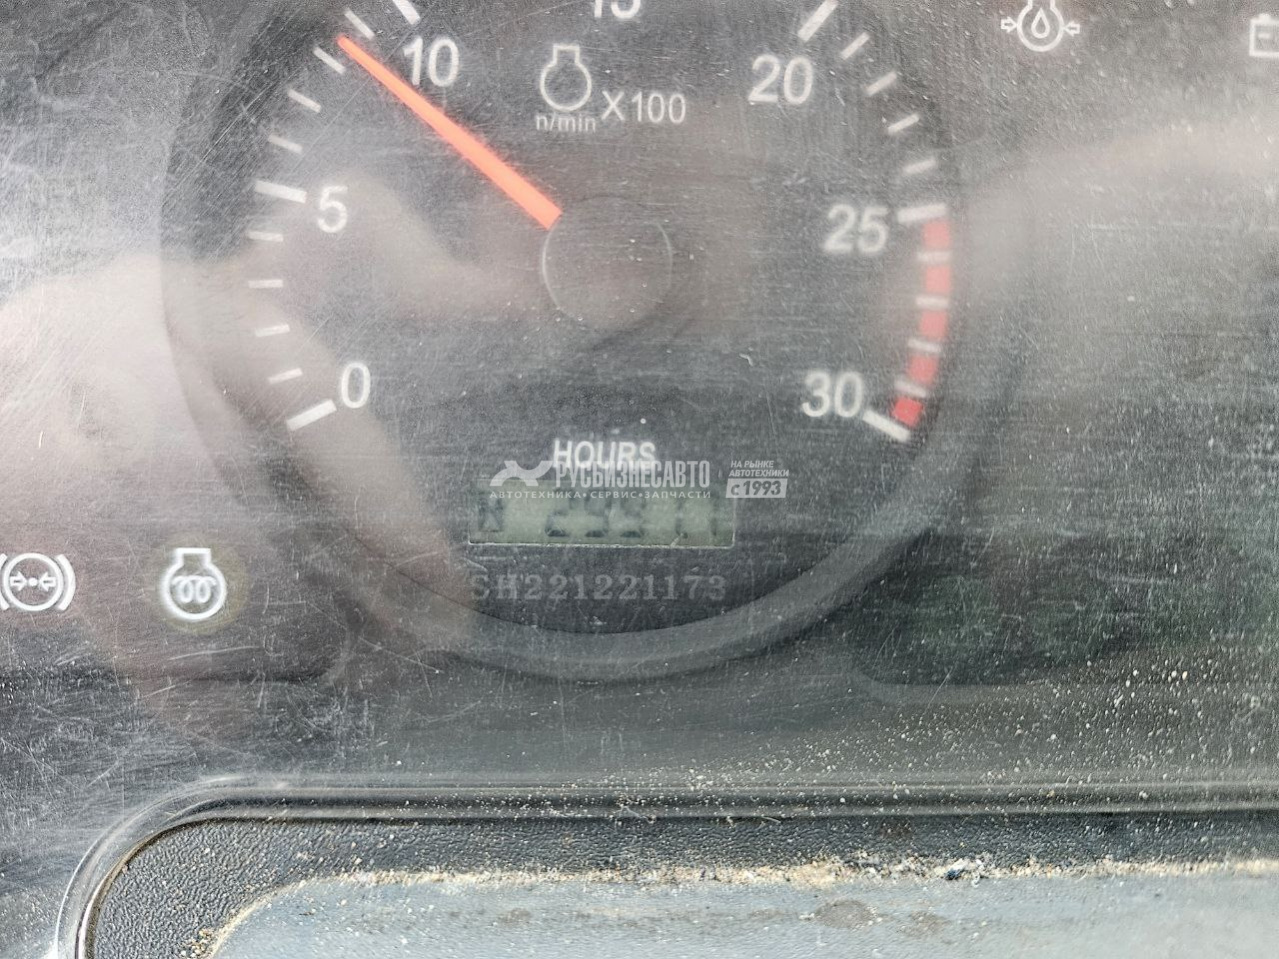 15
10
20
n/min X100
5
25
0
30
HOURS
РУСБИЗНЕСАВТО
НА РЫНКЕ
АВТОТЕХНИКИ
с 1993
АВТОТЕХНИКА•СЕРВИС•ЗАПЧАСТИ
SH221221173